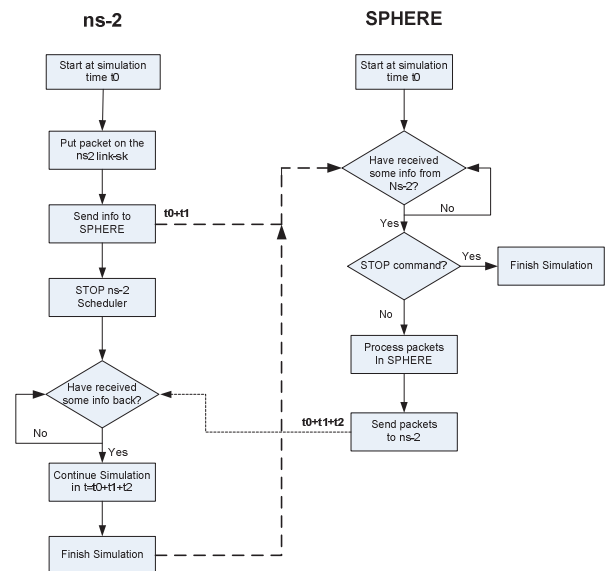 ns-2
Start at simulation
time t0
Put packet on the
ns2 link-sk
Send info to
SPHERE
t0+t1
STOP ns-2
Scheduler
Have received
some info back?
No
Yes
Continue Simulation
in t=t0+t1+t2
Finish Simulation
SPHERE
Start at simulation
time t0
Have received
some info from
Ns-2?
No
Yes
STOP command?
Yes
Finish Simulation
No
Process packets
In SPHERE
t0+t1+t2
Send packets
to ns-2